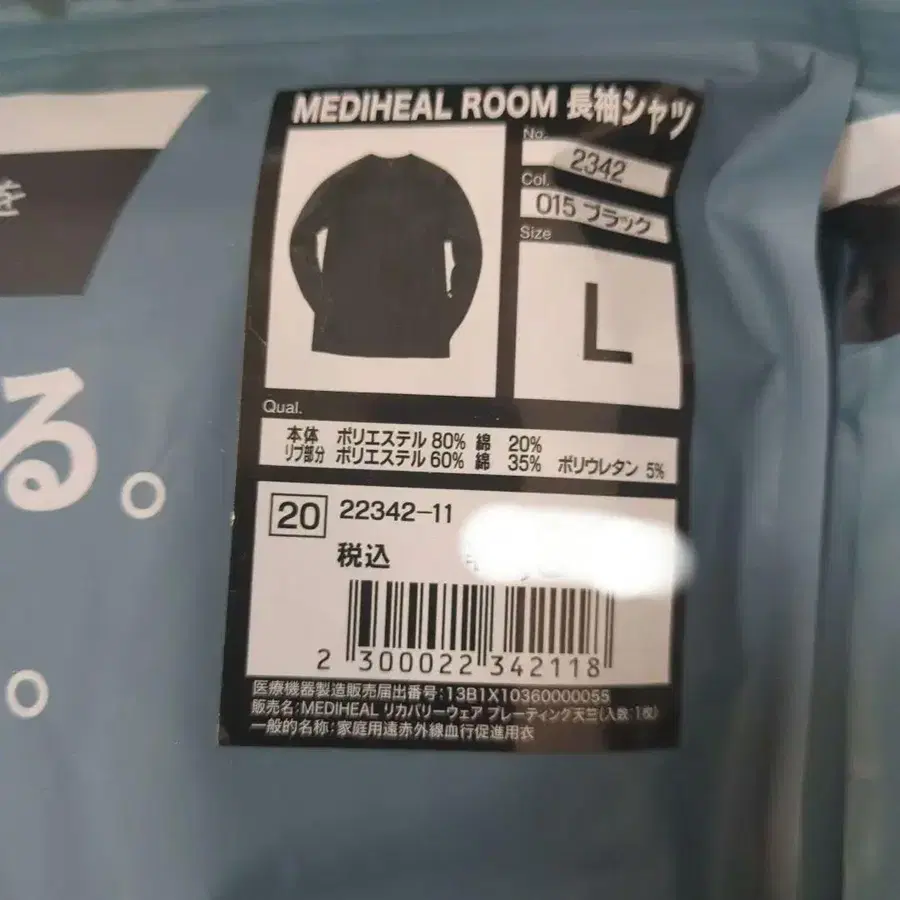 MEDIHEAL ROOM 長袖シャツ
No.
2342
Col.
015 ブラック
Size
L
Qual.
本体 ポリエステル 80% 綿 20%
リブ部分 ポリエステル 60% 綿 35% ポリウレタン 5%
20 22342-11
税込
2 300022 342118
医療機器製造販売届出番号:13B1X10360000055
販売名:MEDIHEAL リカバリーウェア プレーティング天竺(入数:1枚)
一般的名称:家庭用遠赤外線血行促進用衣
を
る。
。